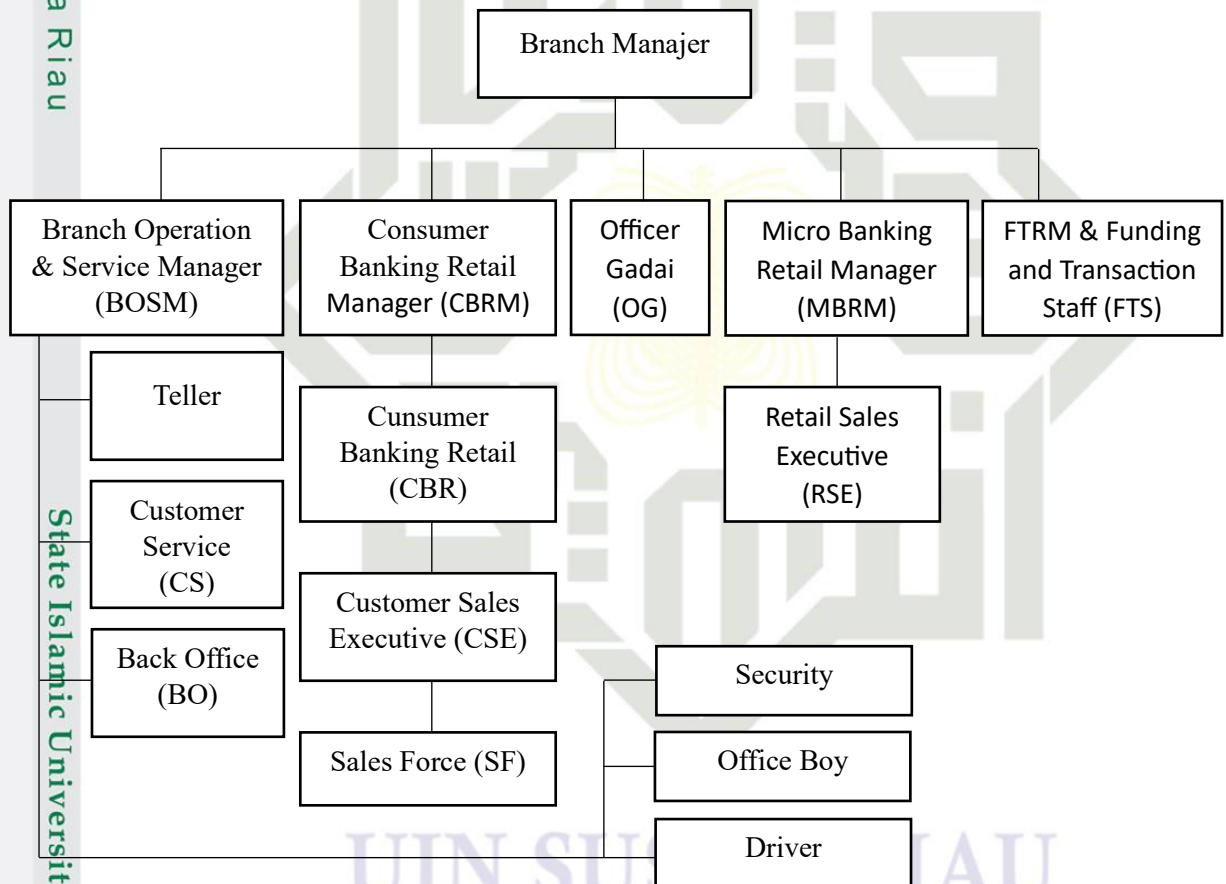 a Riau
State Islamic Universit
Branch Manajer
Branch Operation
& Service Manager
(BOSM)
Consumer
Banking Retail
Manager (CBRM)
Officer
Gadai
(OG)
Micro Banking
Retail Manager
(MBRM)
FTRM & Funding
and Transaction
Staff (FTS)
Teller
Cunsumer
Banking Retail
(CBR)
Retail Sales
Executive
(RSE)
Customer
Service
(CS)
Customer Sales
Executive (CSE)
Back Office
(BO)
Security
Sales Force (SF)
Office Boy
Driver
UIN SUS IAU